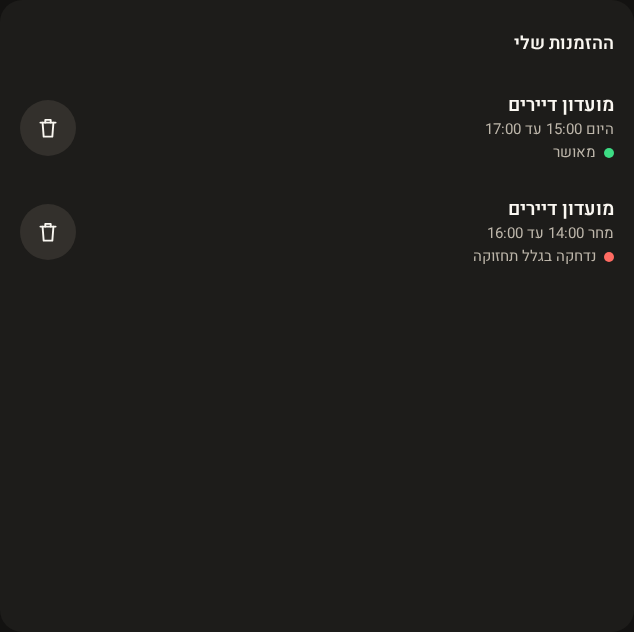 ההזמנות שלי
מועדון דיירים
היום 15:00 עד 17:00
מאושר
מועדון דיירים
מחר 14:00 עד 16:00
נדחקה בגלל תחזוקה